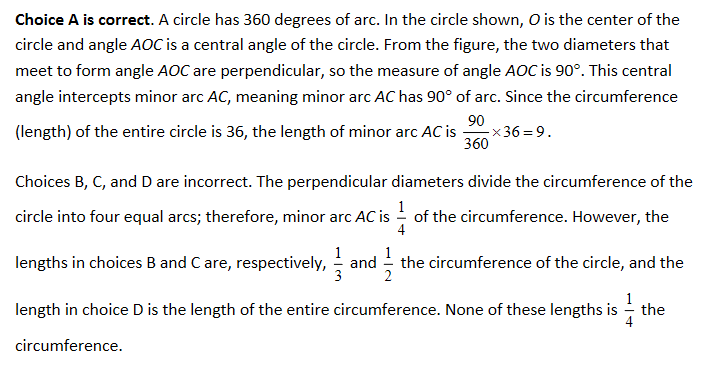 Choice A is correct. A circle has 360 degrees of arc. In the circle shown, O is the center of the
circle and angle AOC is a central angle of the circle. From the figure, the two diameters that
meet to form angle AOC are perpendicular, so the measure of angle AOC is 90°. This central
angle intercepts minor arc AC, meaning minor arc AC has 90° of arc. Since the circumference
(length) of the entire circle is 36, the length of minor arc AC is 90/360 × 36 = 9.
Choices B, C, and D are incorrect. The perpendicular diameters divide the circumference of the
circle into four equal arcs; therefore, minor arc AC is 1/4 of the circumference. However, the
lengths in choices B and C are, respectively, 1/3 and 1/2 the circumference of the circle, and the
length in choice D is the length of the entire circumference. None of these lengths is 1/4 the
circumference.